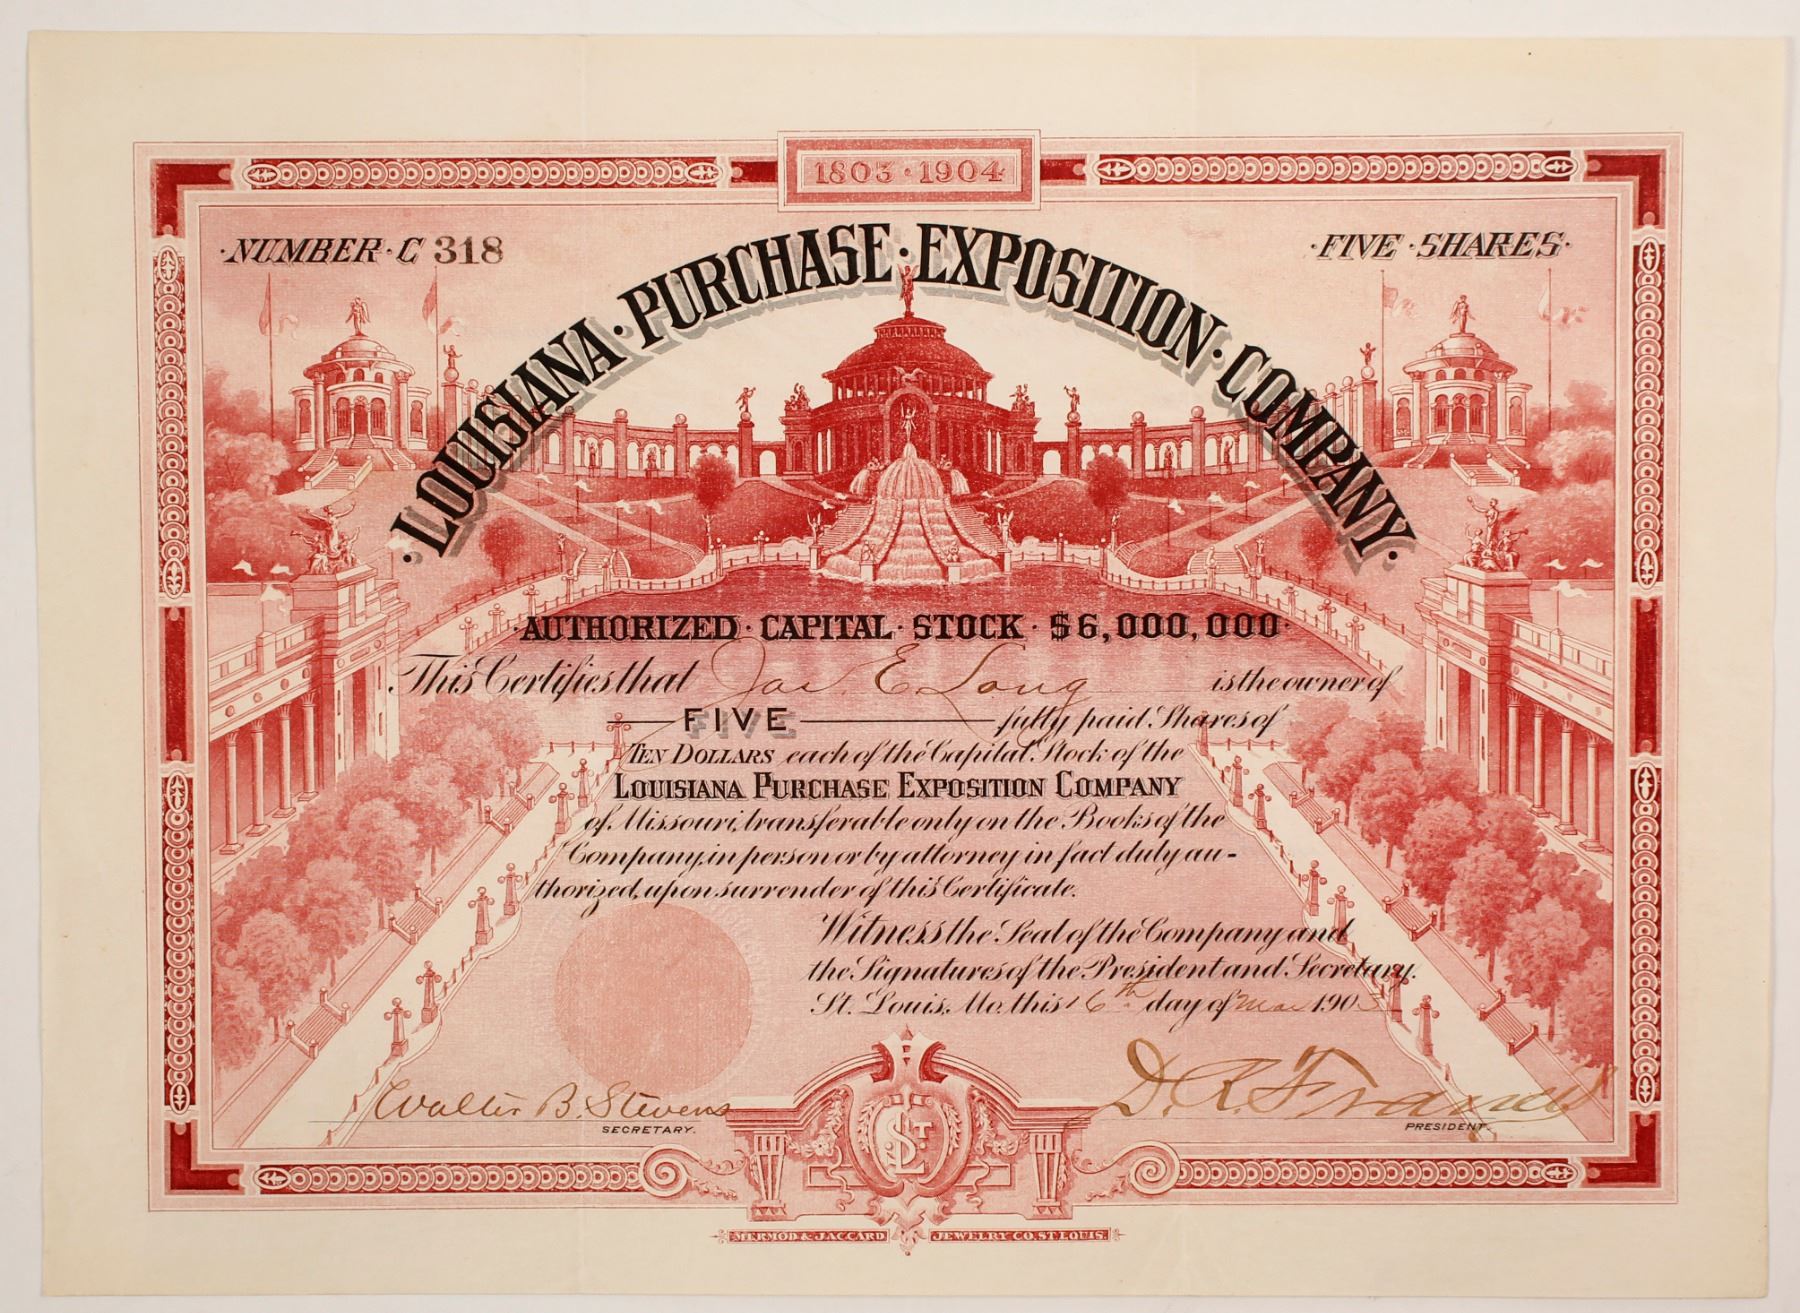 1803 · 1904
· NUMBER · C 318
· FIVE · SHARES ·
· LOUISIANA · PURCHASE · EXPOSITION · COMPANY ·
· AUTHORIZED · CAPITAL · STOCK · $6,000,000 ·
This Certifies that Jas. E. Long is the owner of
FIVE fully paid Shares of
TEN DOLLARS each of the Capital Stock of the
LOUISIANA PURCHASE EXPOSITION COMPANY
of Missouri, transferable only on the Books of the
Company, in person or by attorney in fact duly au-
thorized, upon surrender of this Certificate.
Witness the Seal of the Company and
the Signatures of the President and Secretary.
St. Louis, Mo, this 16th day of Mar 1903
Walter B. Stevens
SECRETARY.
D. R. Francis
PRESIDENT.
ST L
MERMOD & JACCARD JEWELRY CO. ST LOUIS.